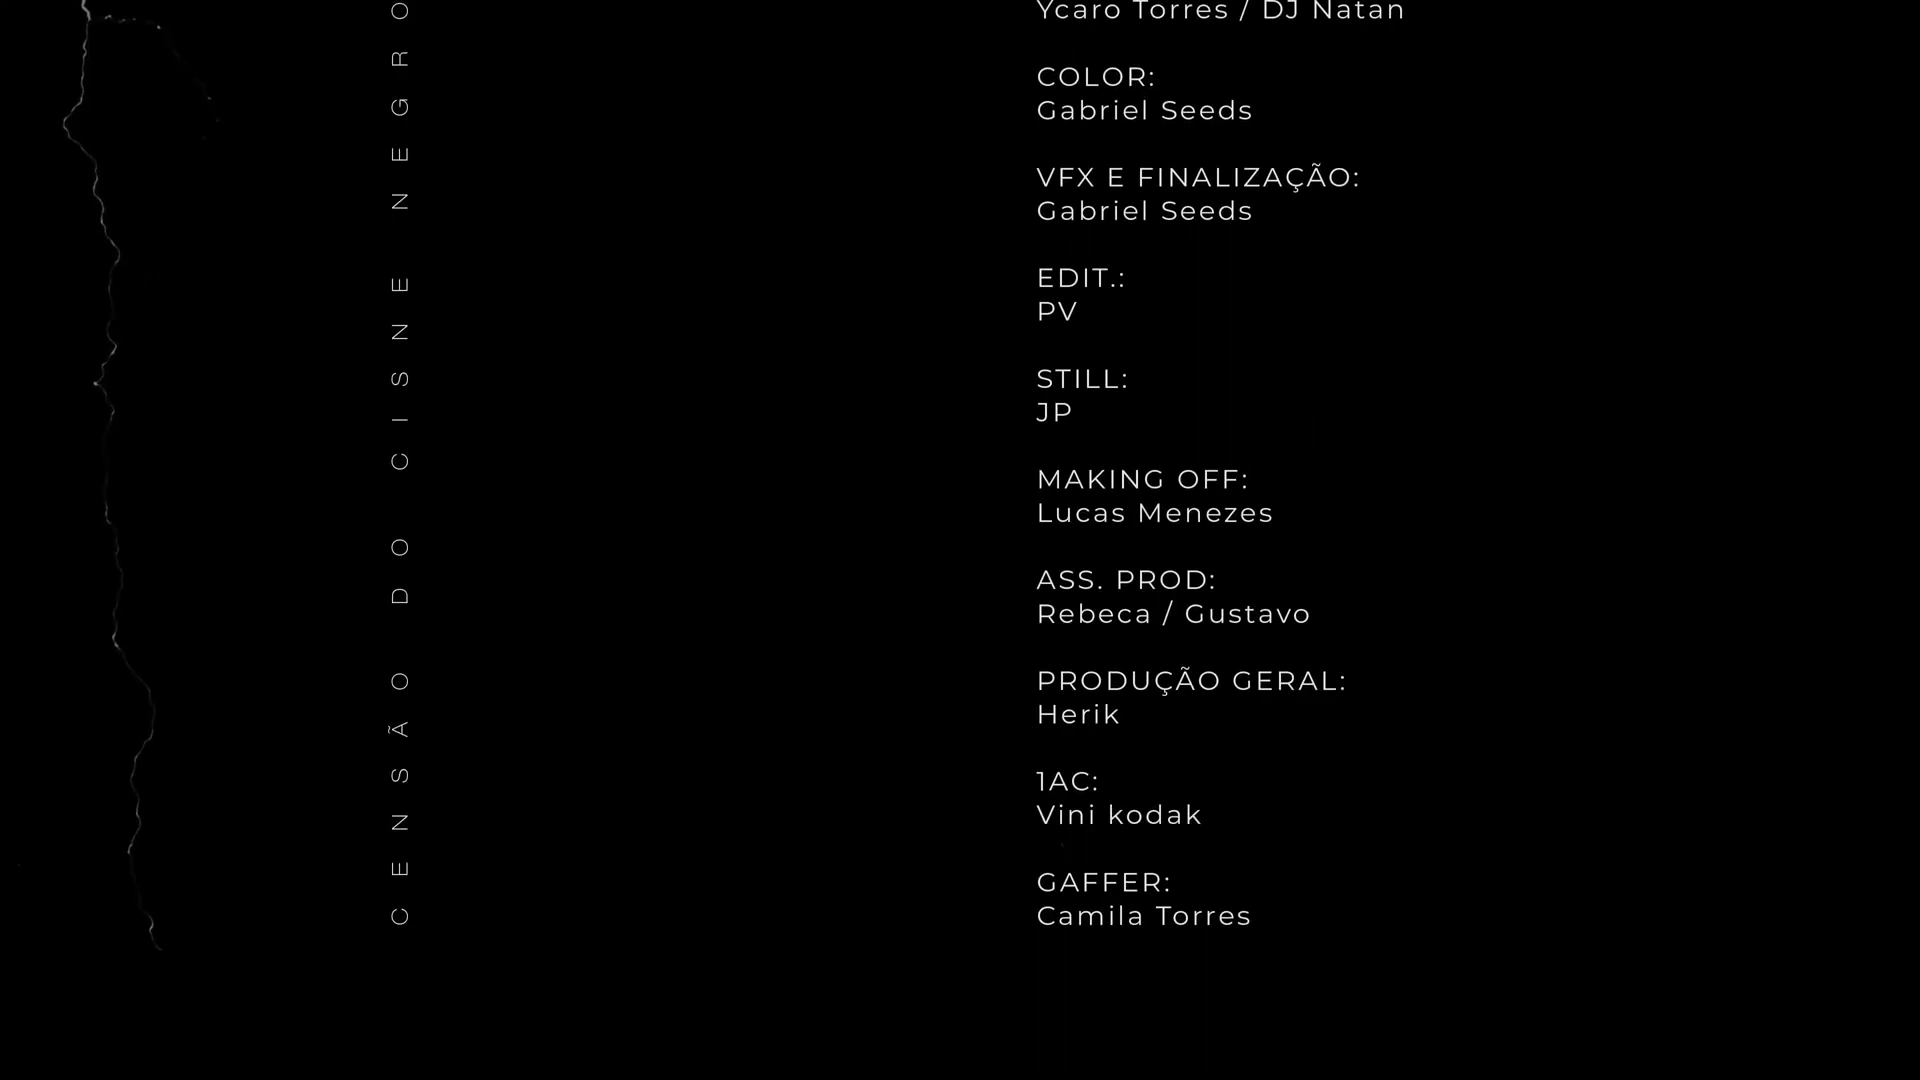 CENSÃO DO CISNE NEGRO
Ycaro Torres / DJ Natan
COLOR:
Gabriel Seeds
VFX E FINALIZAÇÃO:
Gabriel Seeds
EDIT.:
PV
STILL:
JP
MAKING OFF:
Lucas Menezes
ASS. PROD:
Rebeca / Gustavo
PRODUÇÃO GERAL:
Herik
1AC:
Vini kodak
GAFFER:
Camila Torres